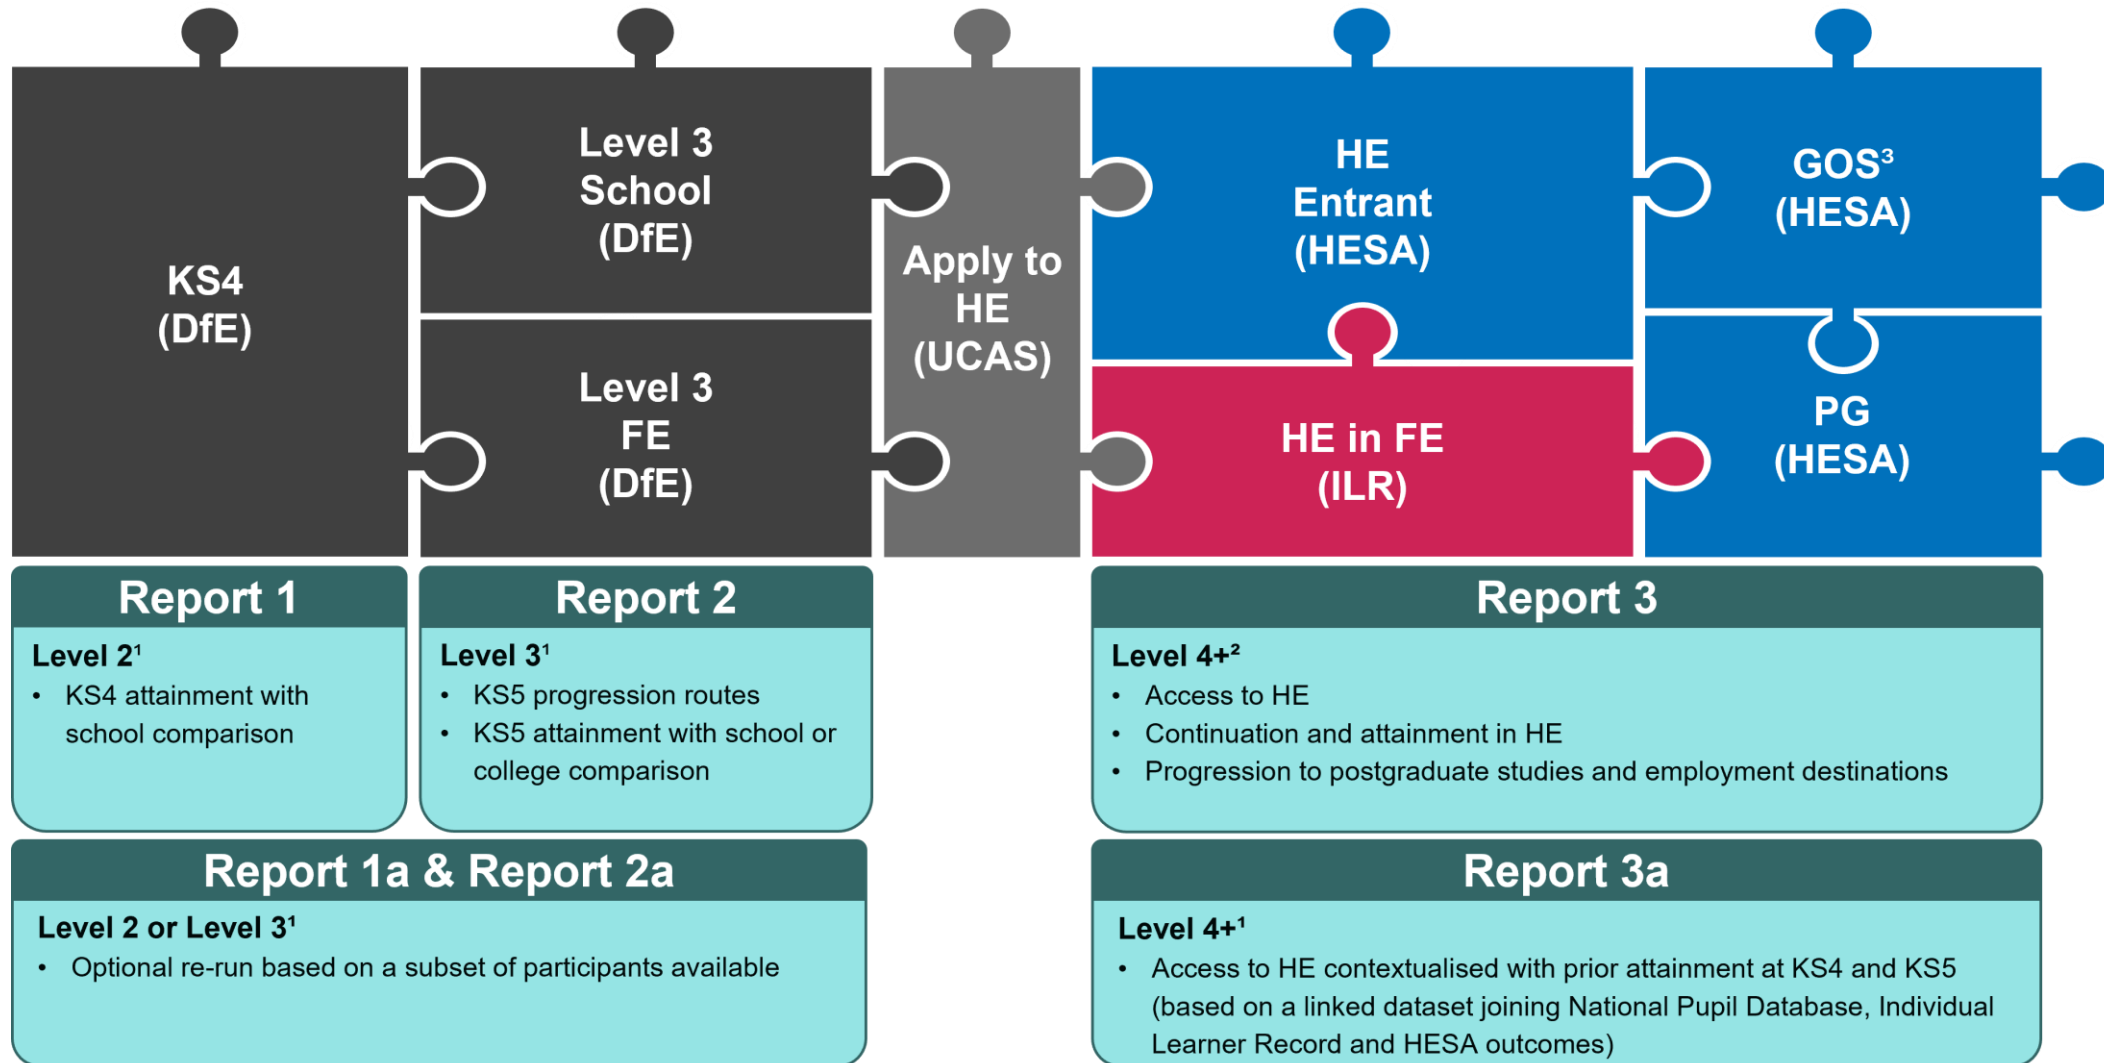 KS4
(DfE)
Level 3
School
(DfE)
Level 3
FE
(DfE)
Apply to
HE
(UCAS)
HE
Entrant
(HESA)
HE in FE
(ILR)
GOS³
(HESA)
PG
(HESA)
Report 1
Level 2¹
• KS4 attainment with
school comparison
Report 2
Level 3¹
• KS5 progression routes
• KS5 attainment with school or
college comparison
Report 3
Level 4+²
• Access to HE
• Continuation and attainment in HE
• Progression to postgraduate studies and employment destinations
Report 1a & Report 2a
Level 2 or Level 3¹
• Optional re-run based on a subset of participants available
Report 3a
Level 4+¹
• Access to HE contextualised with prior attainment at KS4 and KS5
(based on a linked dataset joining National Pupil Database, Individual
Learner Record and HESA outcomes)